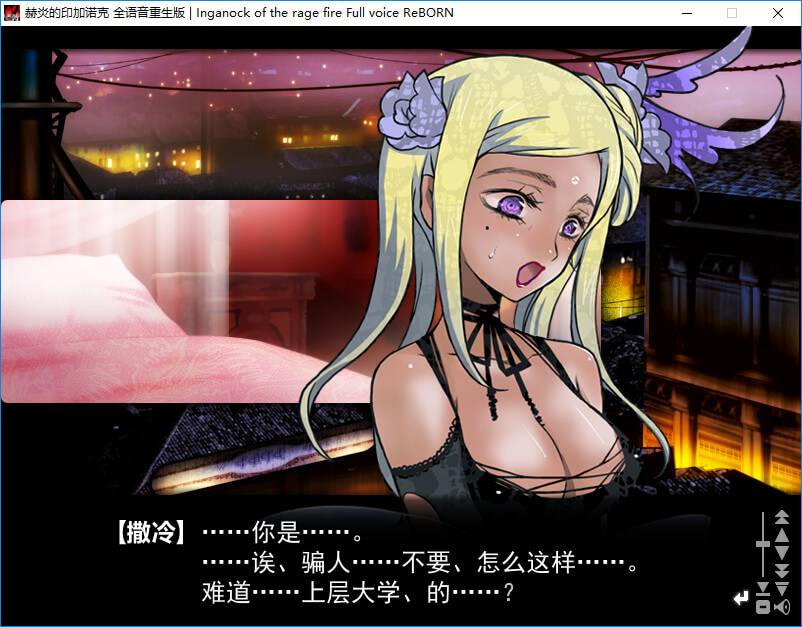 赫炎的印加诺克 全语音重生版 | Inganock of the rage fire Full voice ReBORN
【撒冷】……你是……。
……诶、骗人……不要、怎么这样……。
难道……上层大学、的……？